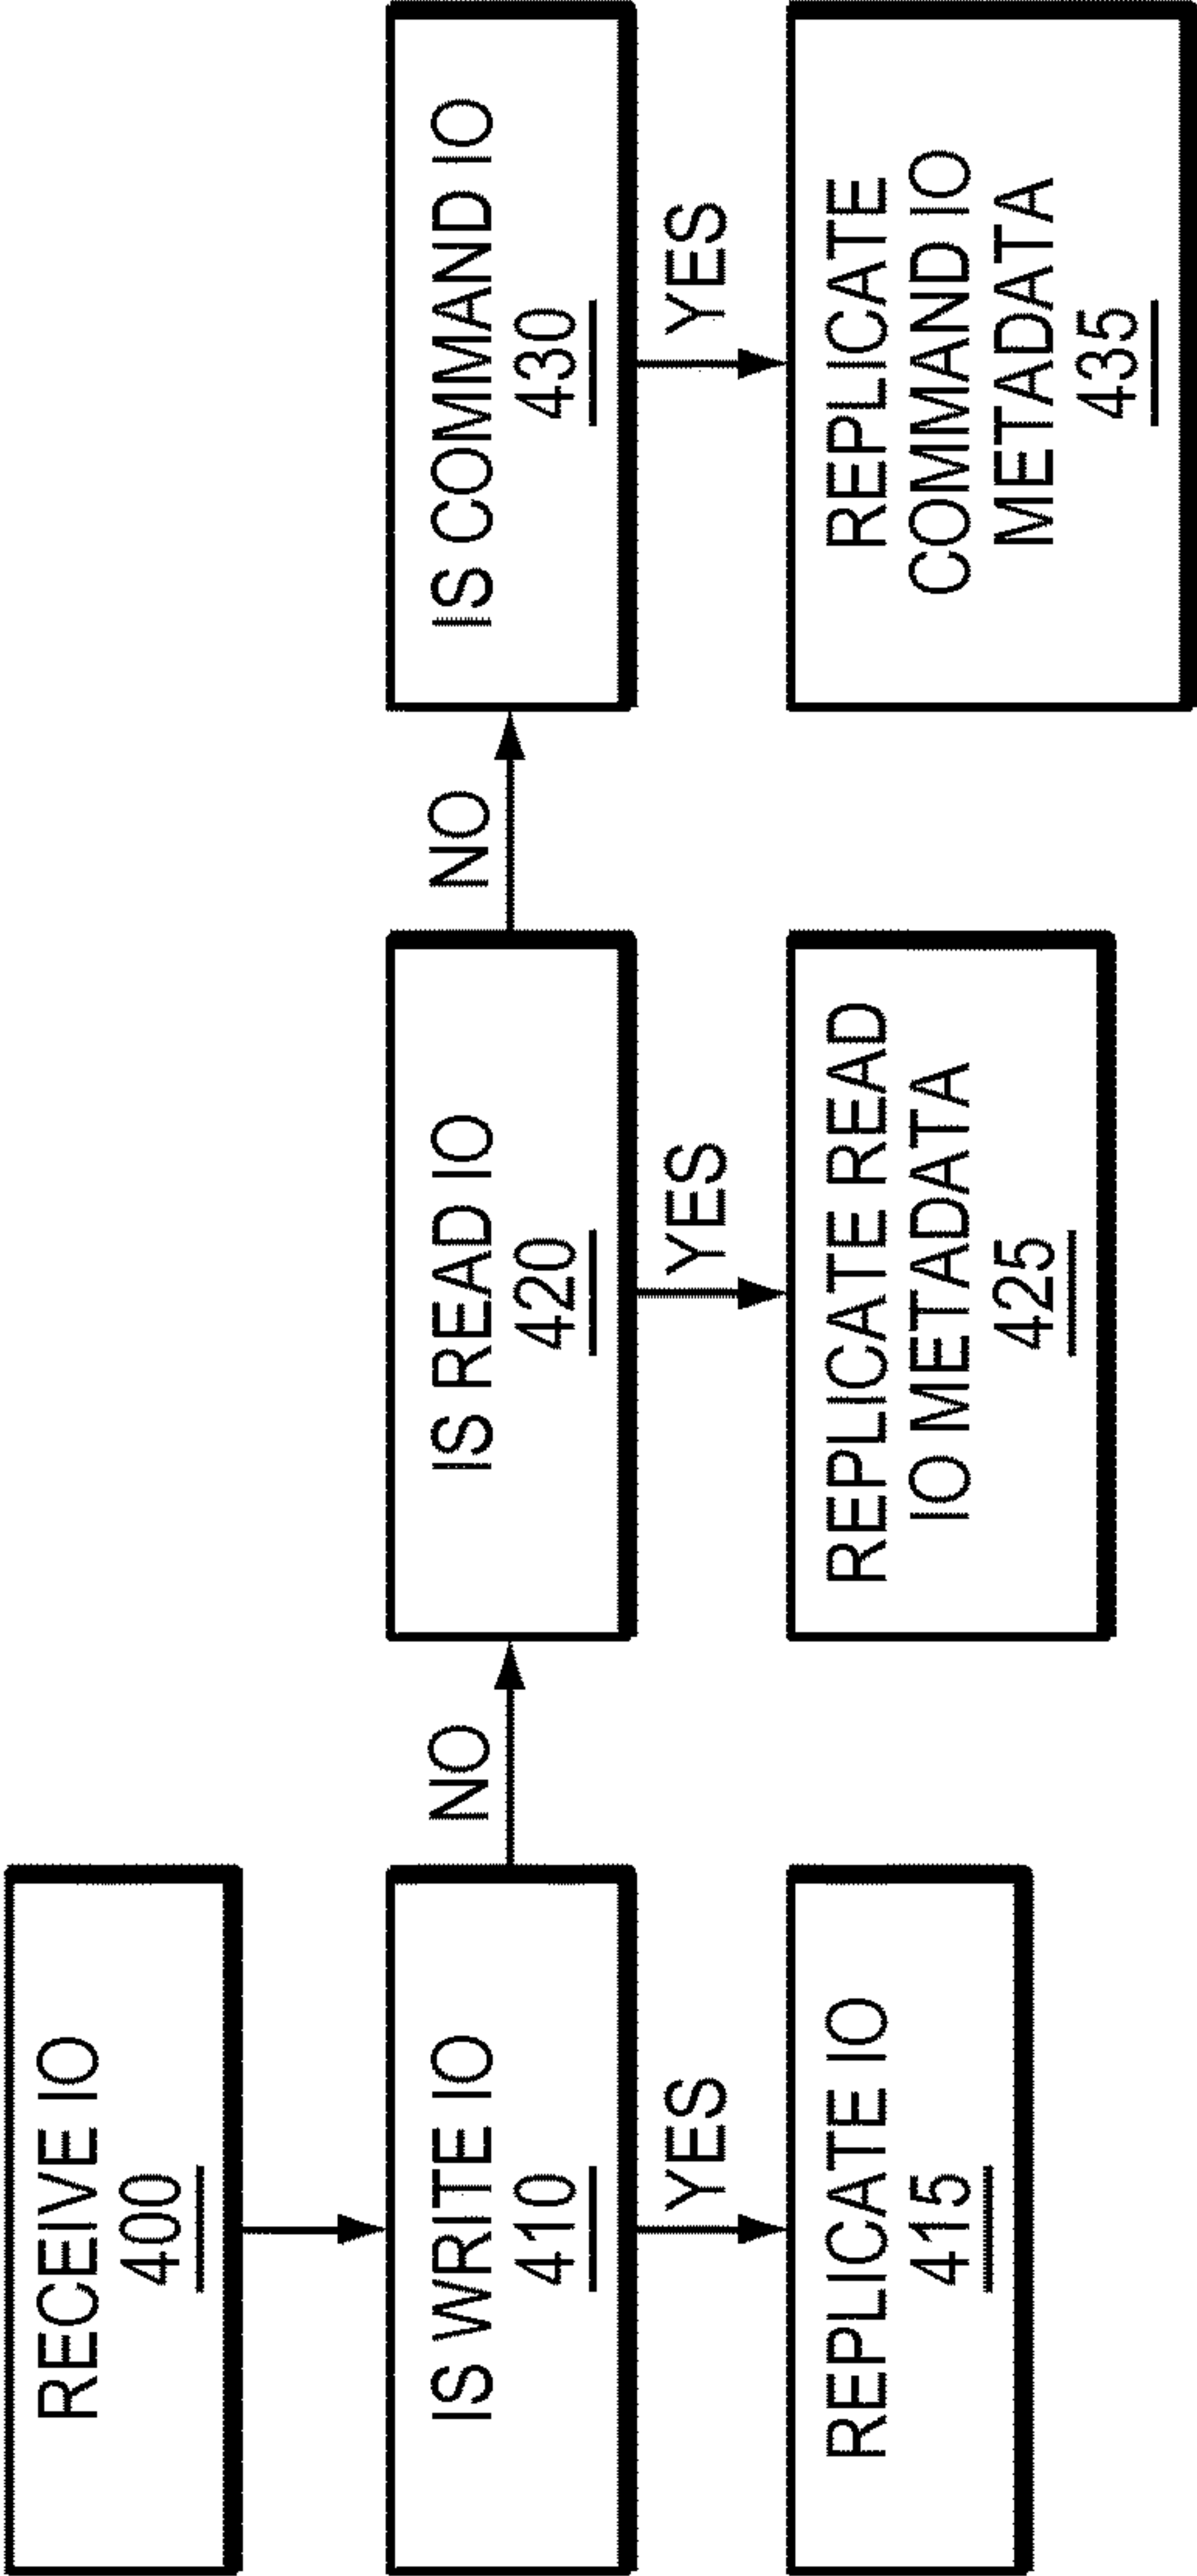 RECEIVE IO
400
IS WRITE IO
410
NO
IS READ IO
420
NO
IS COMMAND IO
430
YES
YES
YES
REPLICATE IO
415
REPLICATE READ
IO METADATA
425
REPLICATE
COMMAND IO
METADATA
435